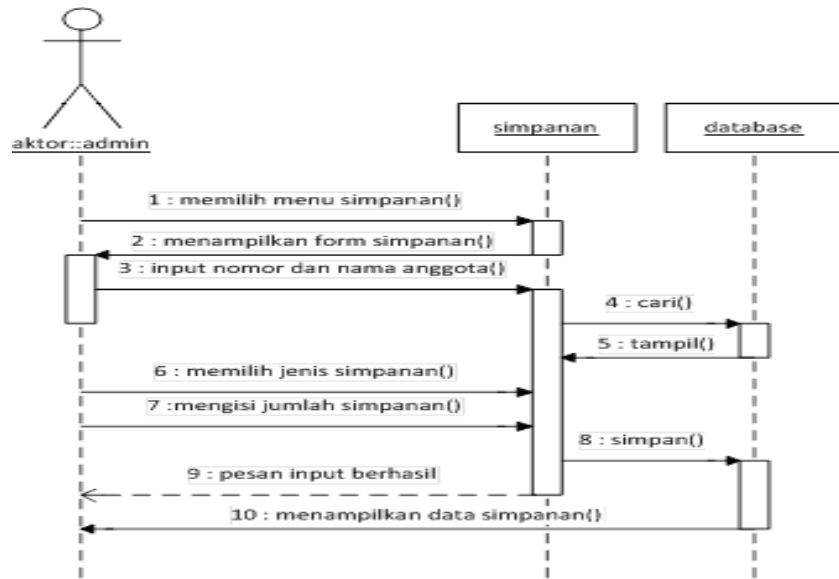 simpanan
database
aktor::admin
1 : memilih menu simpanan()
2 : menampilkan form simpanan()
3 : input nomor dan nama anggota()
4 : cari()
5 : tampil()
6 : memilih jenis simpanan()
7 :mengisi jumlah simpanan()
8 : simpan()
9 : pesan input berhasil
10 : menampilkan data simpanan()